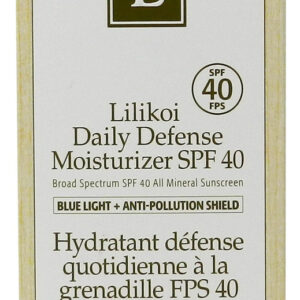 SPF
40
FPS
Lilikoi
Daily Defense
Moisturizer SPF 40
Broad Spectrum SPF 40 All Mineral Sunscreen
BLUE LIGHT + ANTI-POLLUTION SHIELD
Hydratant défense
quotidienne à la
grenadille FPS 40